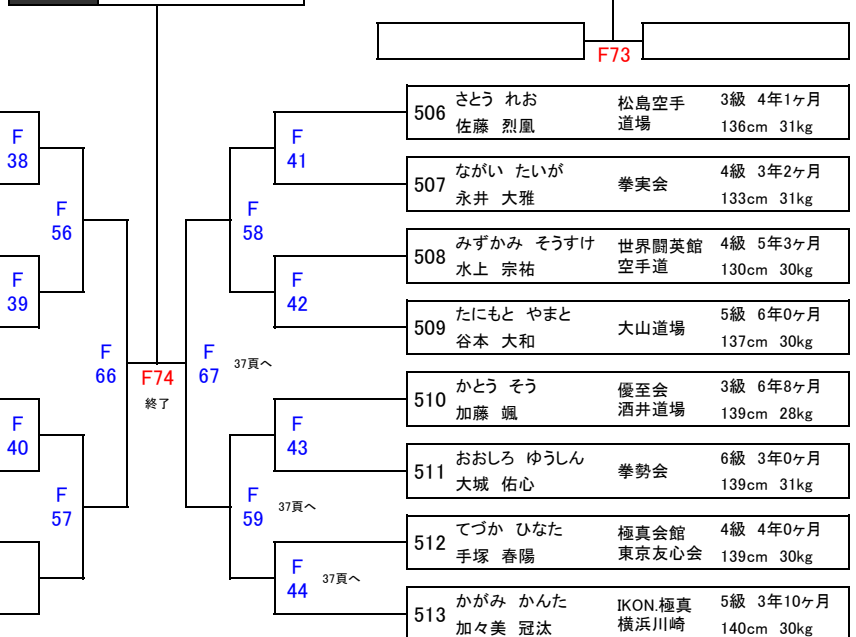 F73
506 さとう れお 松島空手 3級 4年1ヶ月
佐藤 烈凰 道場 136cm 31kg
F
38
F
41
507 ながい たいが 拳実会 4級 3年2ヶ月
永井 大雅 133cm 31kg
F
56
F
58
508 みずかみ そうすけ 世界闘英館 4級 5年3ヶ月
水上 宗祐 空手道 130cm 30kg
F
39
F
42
509 たにもと やまと 大山道場 5級 6年0ヶ月
谷本 大和 137cm 30kg
F
66
F74
終了
F
67
37頁へ
510 かとう そう 優至会 3級 6年8ヶ月
加藤 颯 酒井道場 139cm 28kg
F
40
F
43
511 おおしろ ゆうしん 拳勢会 6級 3年0ヶ月
大城 佑心 139cm 31kg
F
57
F
59
37頁へ
512 てづか ひなた 極真会館 4級 4年0ヶ月
手塚 春陽 東京友心会 139cm 30kg
F
44
37頁へ
513 かがみ かんた IKON.極真 5級 3年10ヶ月
加々美 冠汰 横浜川崎 140cm 30kg